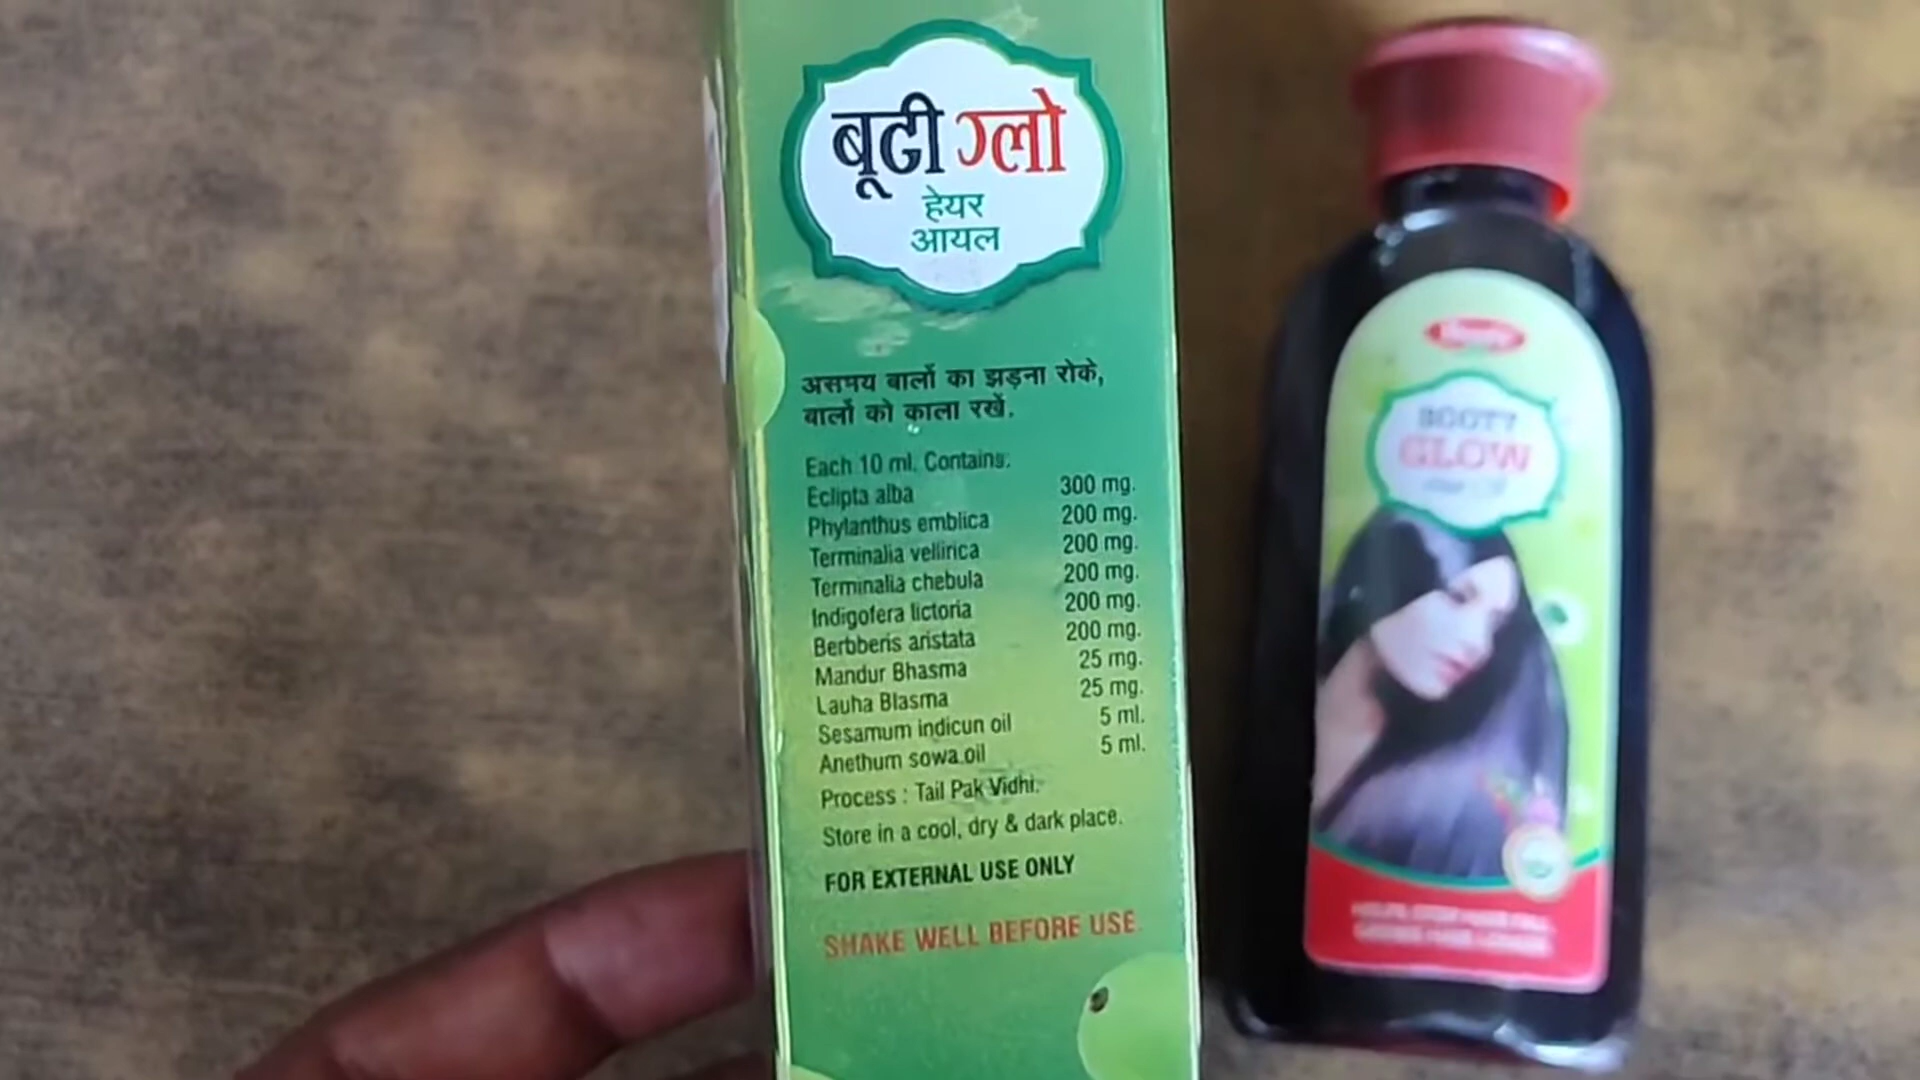 बूटी ग्लो
हेयर
आयल
असमय बालों का झड़ना रोके,
बालों को काला रखें.
Each 10 ml. Contains:
Eclipta alba 300 mg.
Phylanthus emblica 200 mg.
Terminalia vellirica 200 mg.
Terminalia chebula 200 mg.
Indigofera lictoria 200 mg.
Berbberis aristata 200 mg.
Mandur Bhasma 25 mg.
Lauha Blasma 25 mg.
Sesamum indicun oil 5 ml.
Anethum sowa oil 5 ml.
Process : Tail Pak Vidhi.
Store in a cool, dry & dark place.
FOR EXTERNAL USE ONLY
SHAKE WELL BEFORE USE
BOOTY
GLOW